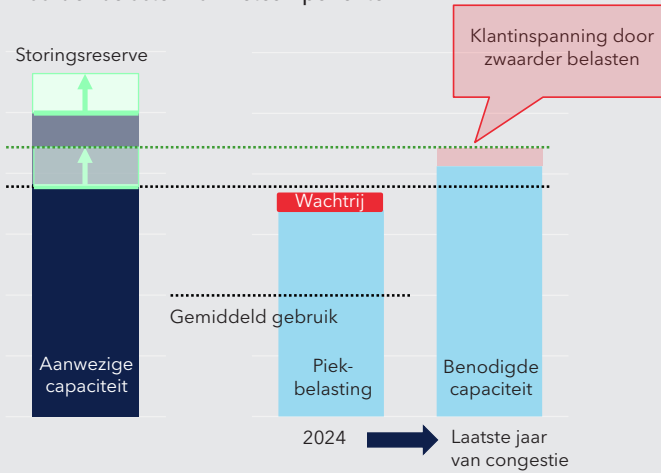 Storingsreserve
Klantinspanning door
zwaarder belasten
Wachtrij
Gemiddeld gebruik
Aanwezige
capaciteit
Piek-
belasting
Benodigde
capaciteit
2024
Laatste jaar
van congestie